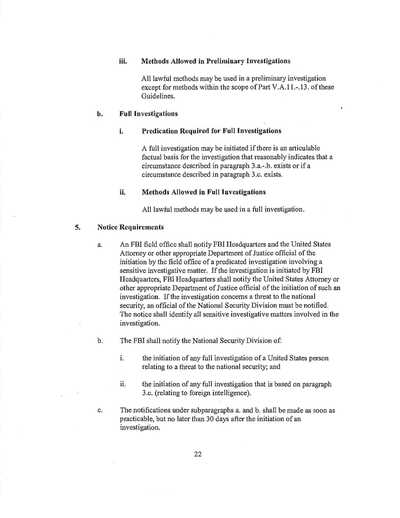 iii. Methods Allowed in Preliminary Investigations
All lawful methods may be used in a preliminary investigation
except for methods within the scope of Part V.A.11.-.13. of these
Guidelines.
b. Full Investigations
i. Predication Required for Full Investigations
A full investigation may be initiated if there is an articulable
factual basis for the investigation that reasonably indicates that a
circumstance described in paragraph 3.a.-.b. exists or if a
circumstance described in paragraph 3.c. exists.
ii. Methods Allowed in Full Investigations
All lawful methods may be used in a full investigation.
5. Notice Requirements
a. An FBI field office shall notify FBI Headquarters and the United States
Attorney or other appropriate Department of Justice official of the
initiation by the field office of a predicated investigation involving a
sensitive investigative matter. If the investigation is initiated by FBI
Headquarters, FBI Headquarters shall notify the United States Attorney or
other appropriate Department of Justice official of the initiation of such an
investigation. If the investigation concerns a threat to the national
security, an official of the National Security Division must be notified.
The notice shall identify all sensitive investigative matters involved in the
investigation.
b. The FBI shall notify the National Security Division of:
i. the initiation of any full investigation of a United States person
relating to a threat to the national security; and
ii. the initiation of any full investigation that is based on paragraph
3.c. (relating to foreign intelligence).
c. The notifications under subparagraphs a. and b. shall be made as soon as
practicable, but no later than 30 days after the initiation of an
investigation.
22